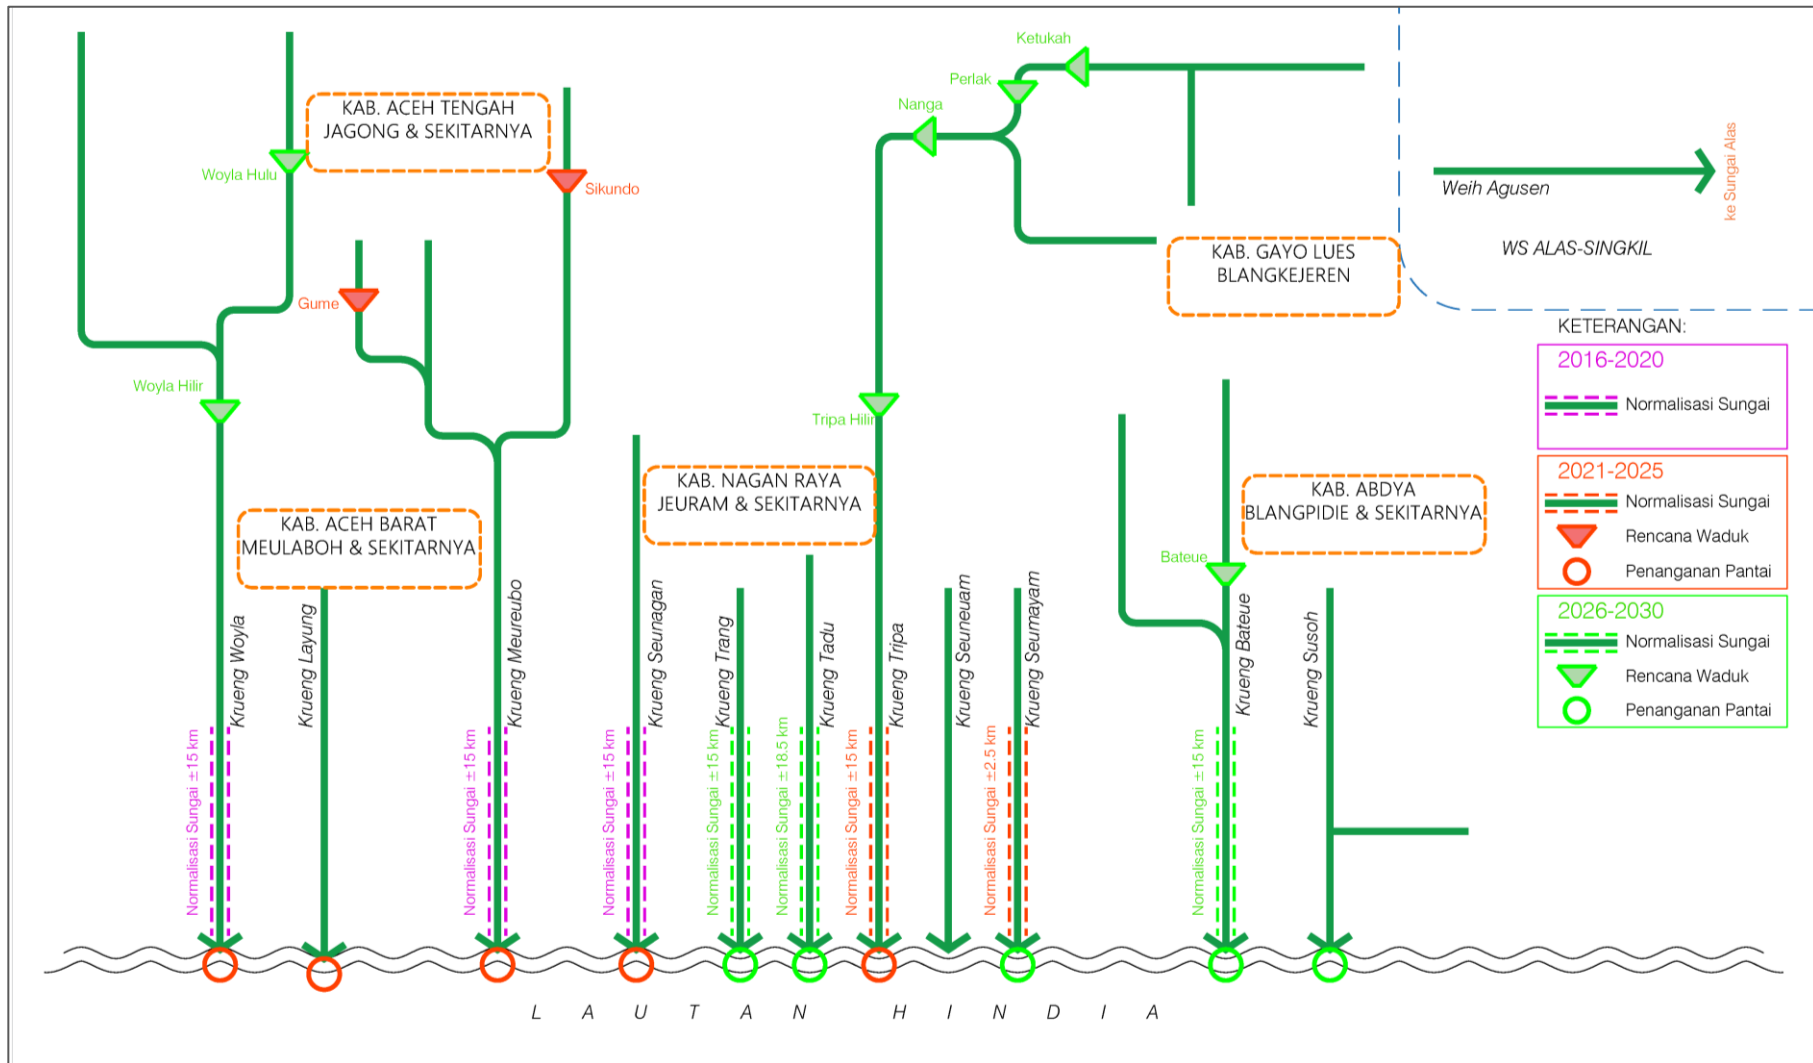 Ketukah
Perlak
Nanga
KAB. ACEH TENGAH
JAGONG & SEKITARNYA
Woyla Hulu
Sikundo
ke Sungai Alas
Weih Agusen
WS ALAS-SINGKIL
KAB. GAYO LUES
BLANGKEJEREN
Gume
Woyla Hilir
Tripa Hilir
KETERANGAN:
2016-2020
Normalisasi Sungai
2021-2025
Normalisasi Sungai
Rencana Waduk
Penanganan Pantai
2026-2030
Normalisasi Sungai
Rencana Waduk
Penanganan Pantai
KAB. NAGAN RAYA
JEURAM & SEKITARNYA
KAB. ABDYA
BLANGPIDIE & SEKITARNYA
KAB. ACEH BARAT
MEULABOH & SEKITARNYA
Bateue
Krueng Woyla
Krueng Layung
Krueng Meureubo
Krueng Seunagan
Krueng Trang
Krueng Tadu
Krueng Tripa
Krueng Seuneuam
Krueng Seumayam
Krueng Bateue
Krueng Susoh
Normalisasi Sungai ±15 km
Normalisasi Sungai ±15 km
Normalisasi Sungai ±15 km
Normalisasi Sungai ±15 km
Normalisasi Sungai ±18.5 km
Normalisasi Sungai ±15 km
Normalisasi Sungai ±2.5 km
Normalisasi Sungai ±15 km
L A U T A N H I N D I A